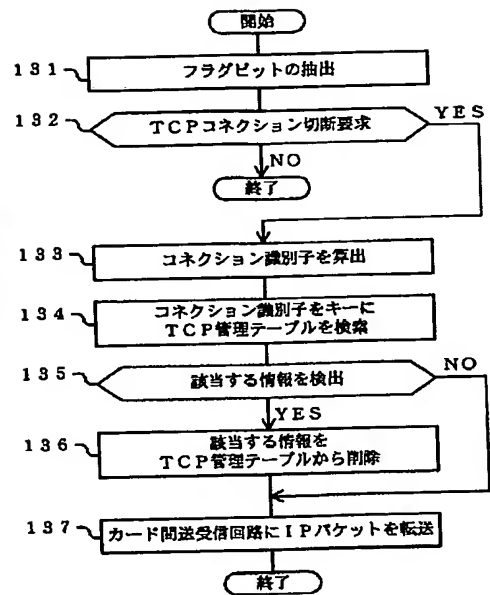 開始
131
フラグビットの抽出
132
TCPコネクション切断要求
YES
NO
終了
133
コネクション識別子を算出
134
コネクション識別子をキーに
TCP管理テーブルを検索
135
該当する情報を検出
NO
YES
136
該当する情報を
TCP管理テーブルから削除
137
カード間送受信回路にIPパケットを転送
終了